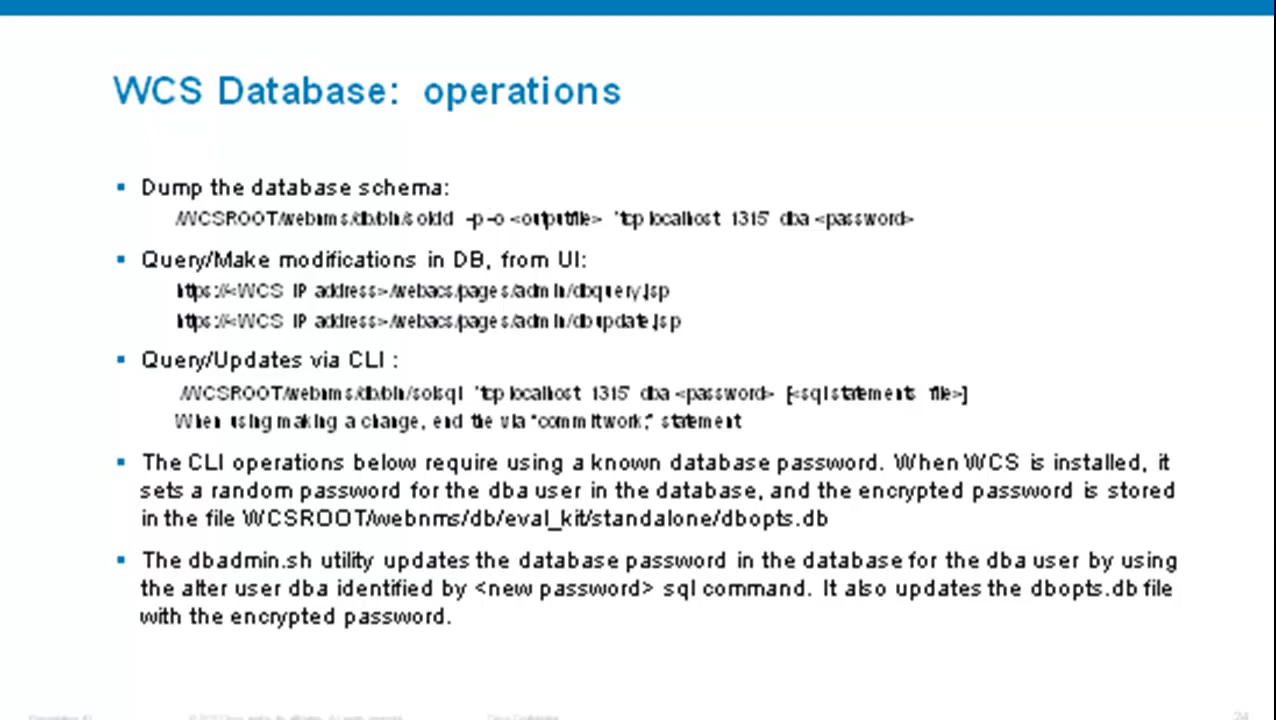 WCS Database: operations
Dump the database schema:
/WCSROOT/webnms/db/bin/soldd -p -o <outputfile> "tcp localhost 1315" dba <password>
Query/Make modifications in DB, from UI:
https://<WCS IP address>/webacs/pages/admin/dbquery.jsp
https://<WCS IP address>/webacs/pages/admin/dbupdate.jsp
Query/Updates via CLI :
/WCSROOT/webnms/db/bin/solsql "tcp localhost 1315" dba <password> [<sql statements file>]
When using making a change, end the via "commit work;" statement
The CLI operations below require using a known database password. When WCS is installed, it
sets a random password for the dba user in the database, and the encrypted password is stored
in the file WCSROOT/webnms/db/eval_kit/standalone/dbopts.db
The dbadmin.sh utility updates the database password in the database for the dba user by using
the alter user dba identified by <new password> sql command. It also updates the dbopts.db file
with the encrypted password.
24